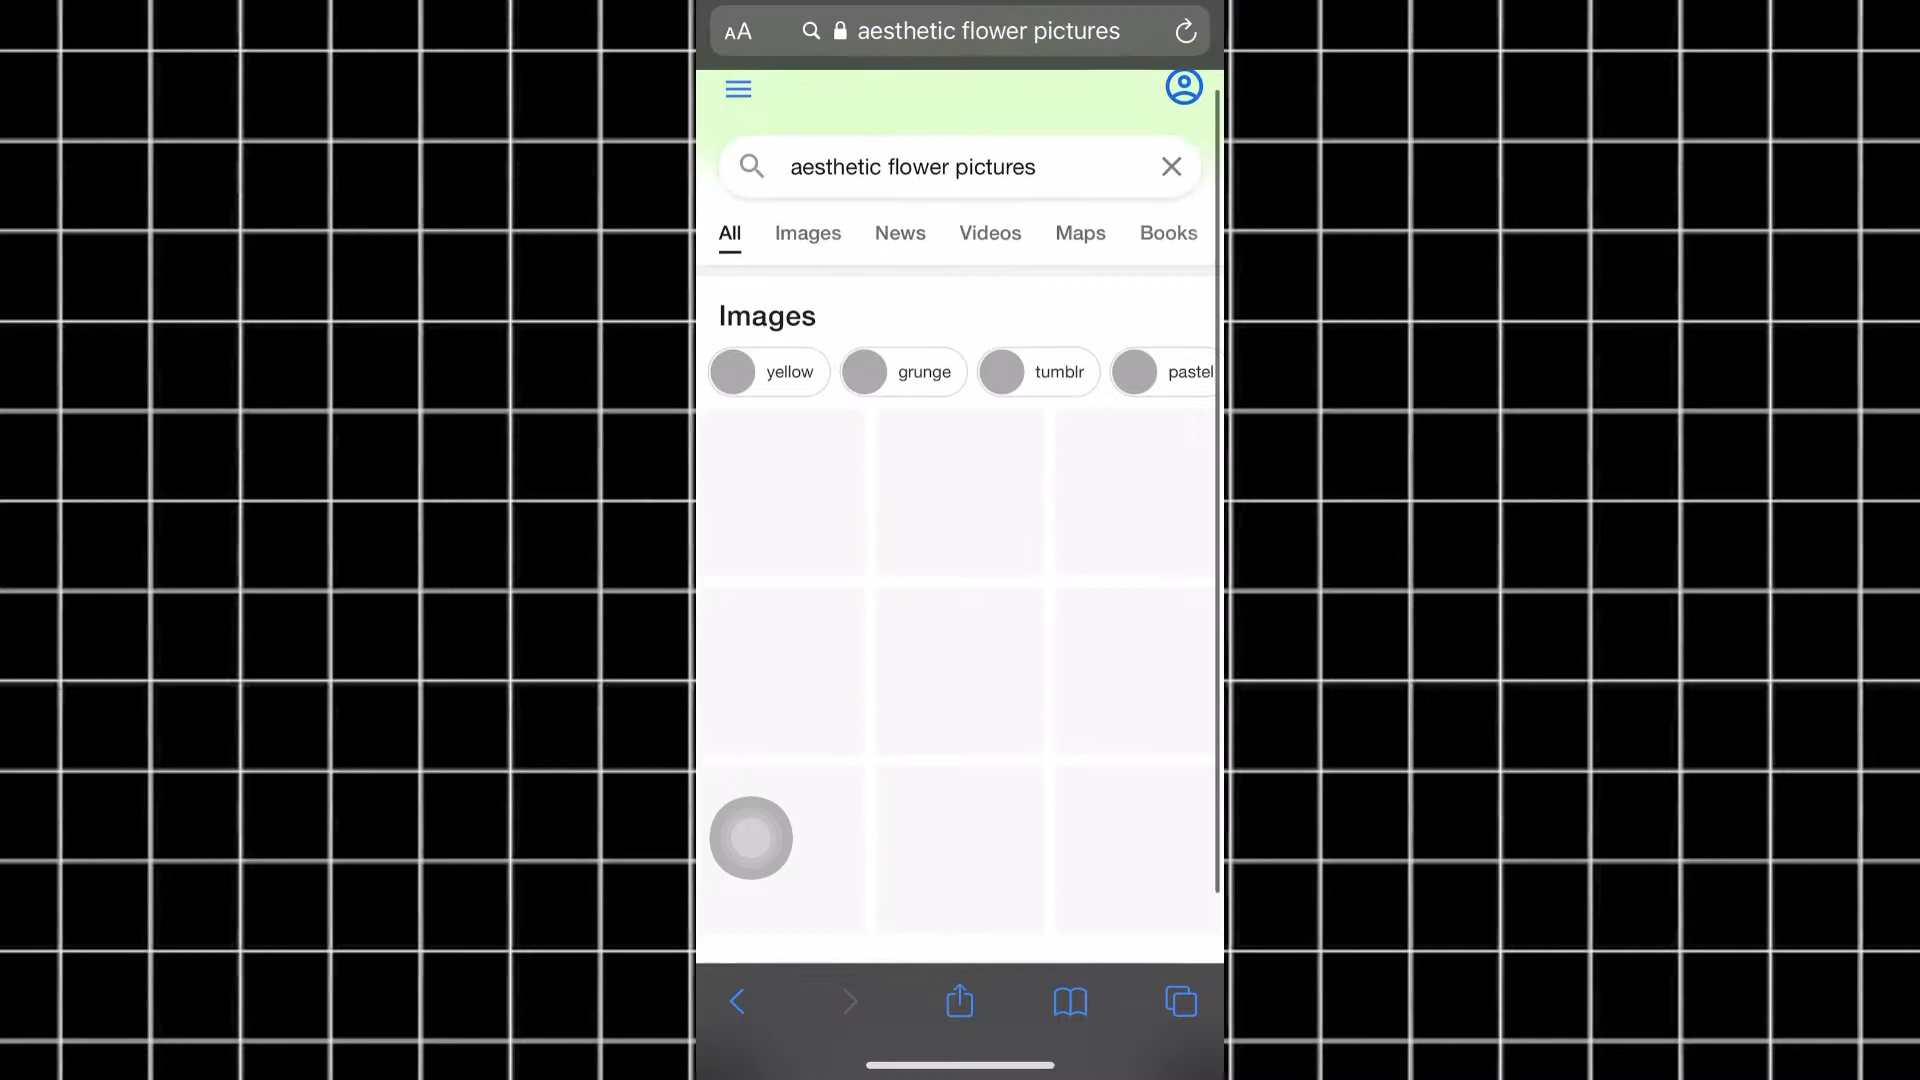 AA aesthetic flower pictures
aesthetic flower pictures
All Images News Videos Maps Books
Images
yellow grunge tumblr pastel